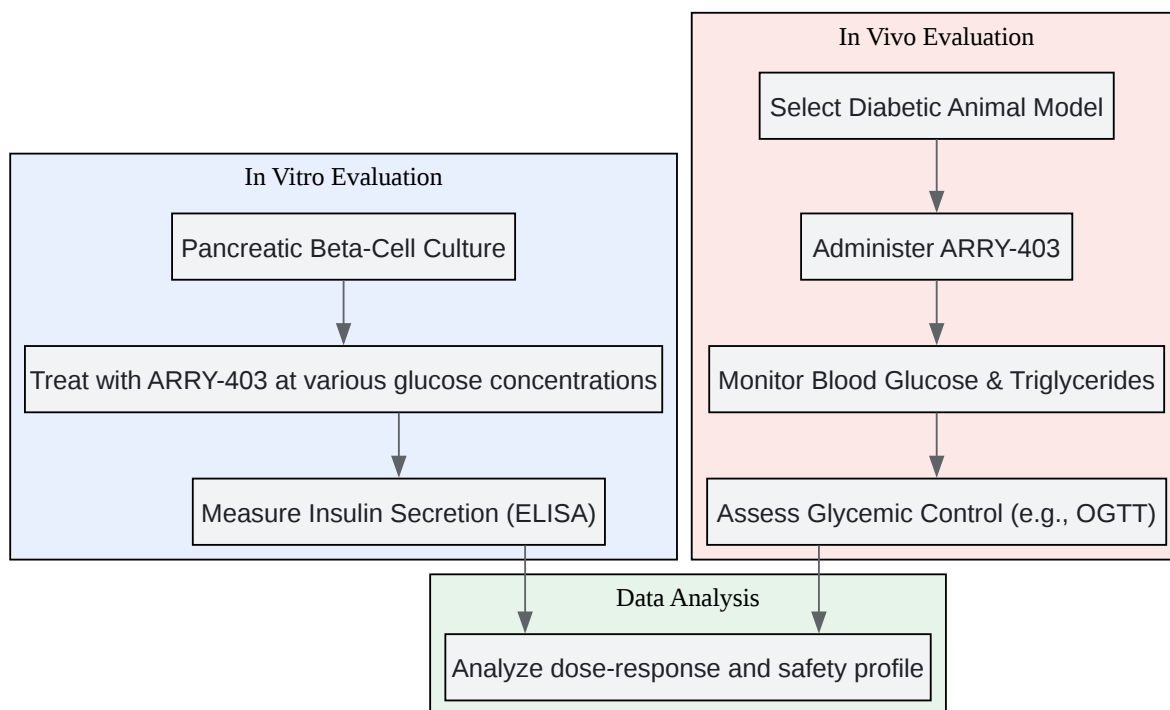 In Vitro Evaluation
Pancreatic Beta-Cell Culture
Treat with ARRY-403 at various glucose concentrations
Measure Insulin Secretion (ELISA)
In Vivo Evaluation
Select Diabetic Animal Model
Administer ARRY-403
Monitor Blood Glucose & Triglycerides
Assess Glycemic Control (e.g., OGTT)
Data Analysis
Analyze dose-response and safety profile